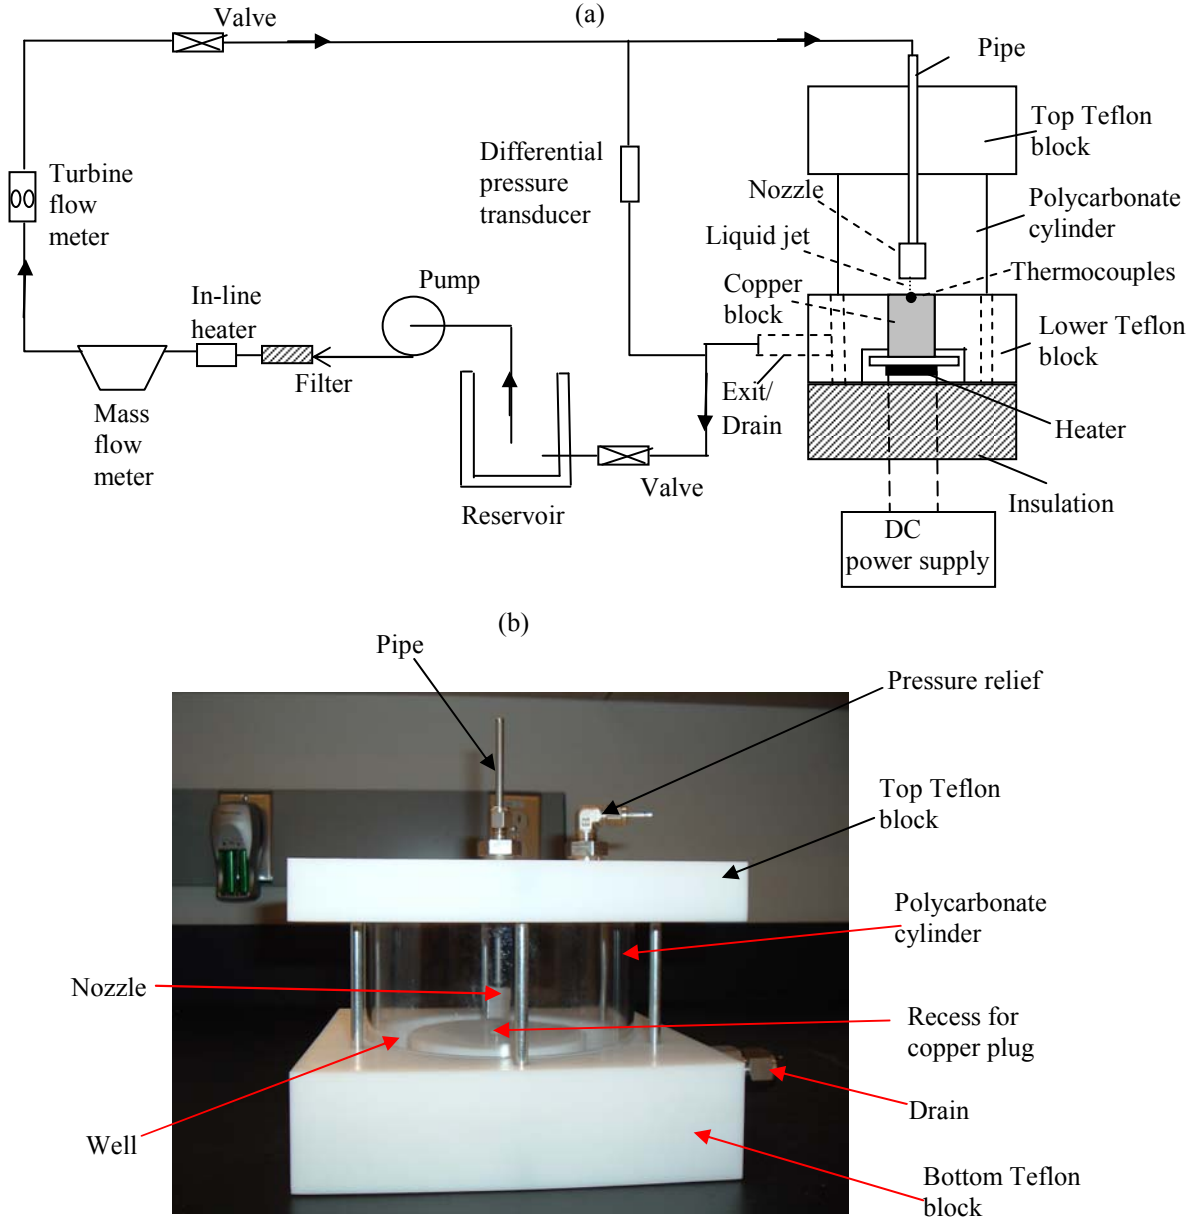 (a)
Valve
Pipe
Top Teflon
block
Differential
pressure
transducer
Turbine
flow
meter
Nozzle
Polycarbonate
cylinder
Liquid jet
Thermocouples
Pump
In-line
heater
Copper
block
Lower Teflon
block
Filter
Exit/
Drain
Mass
flow
meter
Heater
Valve
Reservoir
Insulation
DC
power supply
(b)
Pipe
Pressure relief
Top Teflon
block
Polycarbonate
cylinder
Nozzle
Recess for
copper plug
Drain
Well
Bottom Teflon
block